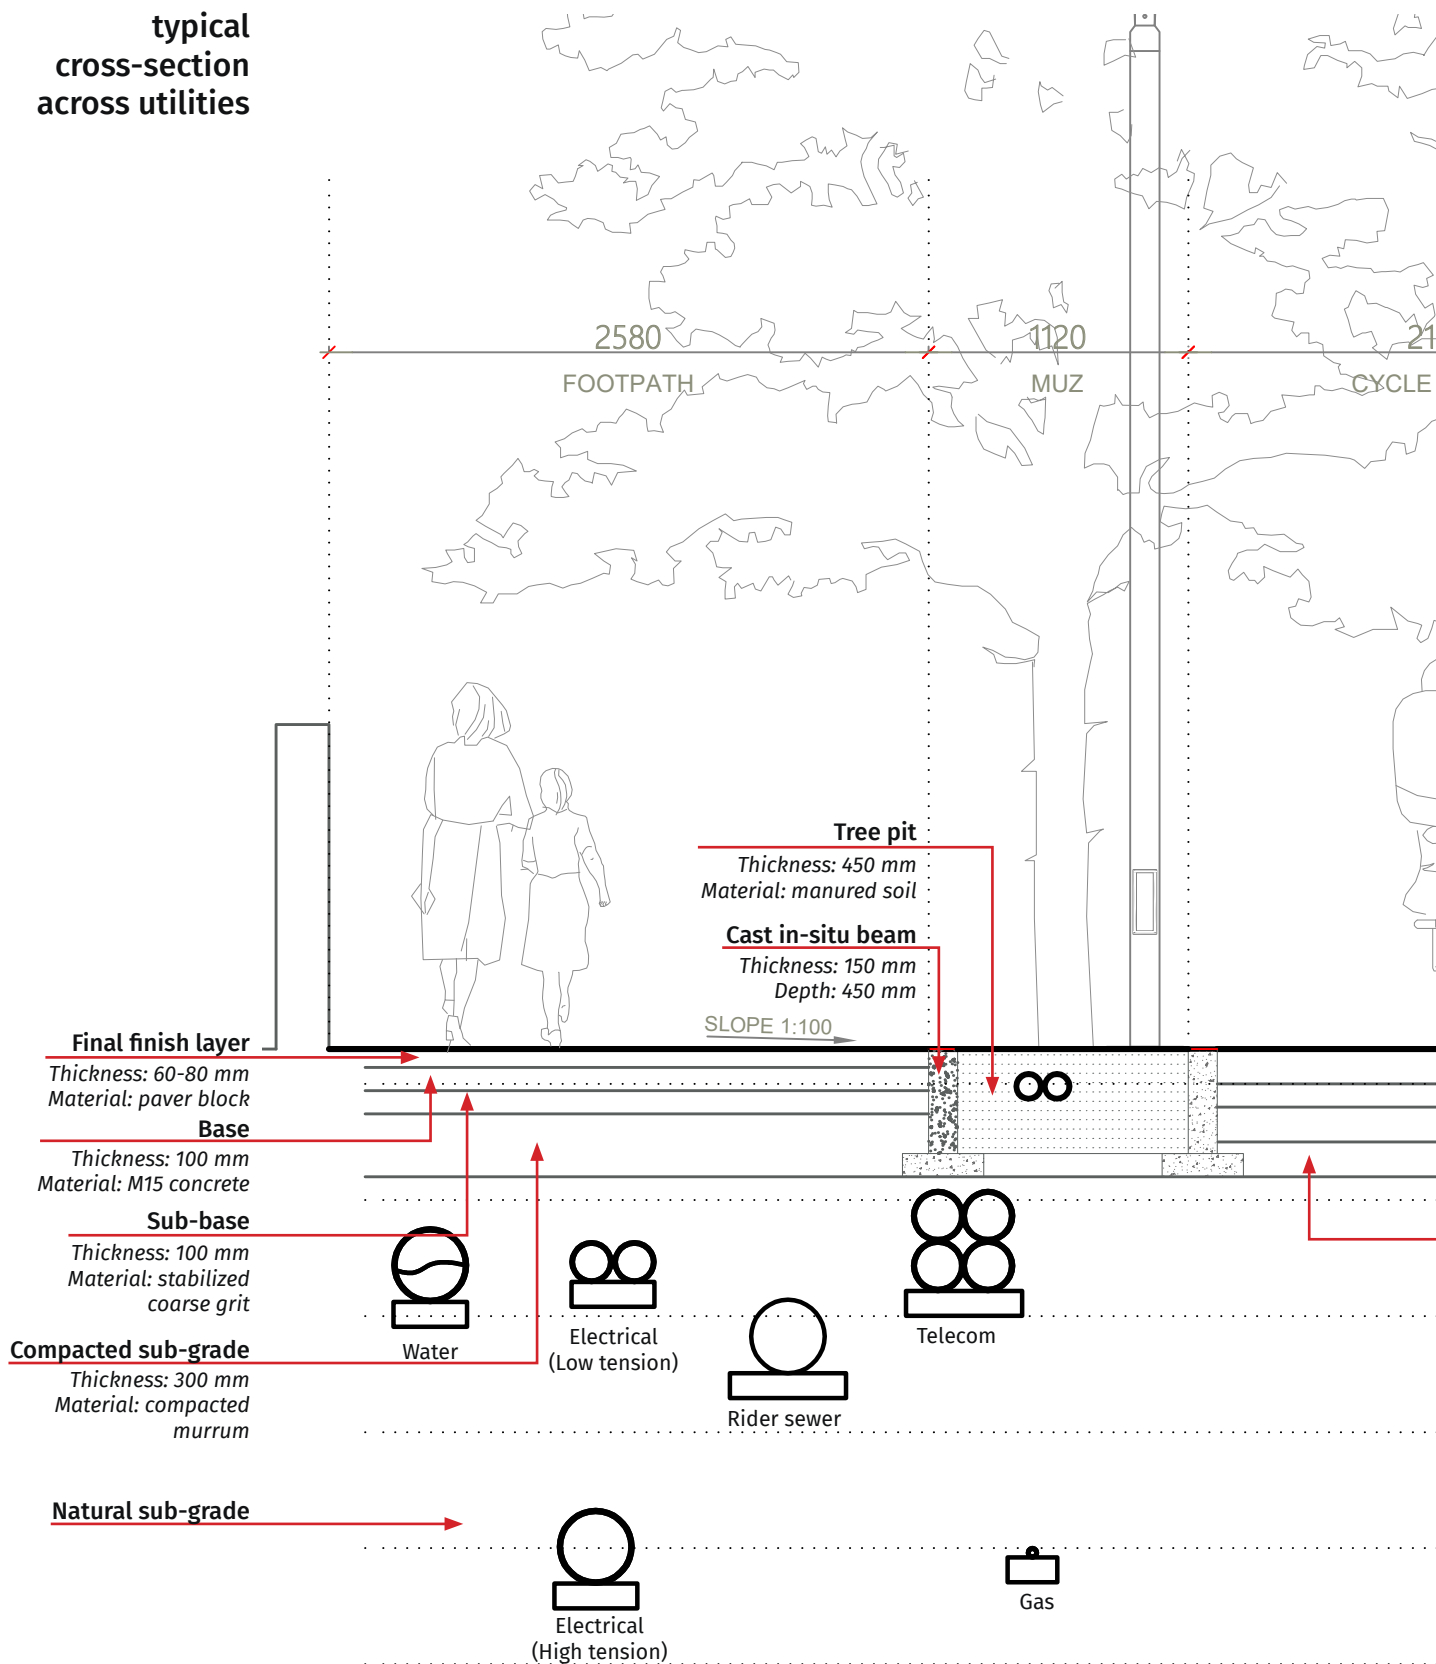 typical
cross-section
across utilities
2580
1120
21
FOOTPATH
MUZ
CYCLE
Tree pit
Thickness: 450 mm
Material: manured soil
Cast in-situ beam
Thickness: 150 mm
Depth: 450 mm
SLOPE 1:100
Final finish layer
Thickness: 60-80 mm
Material: paver block
Base
Thickness: 100 mm
Material: M15 concrete
Sub-base
Thickness: 100 mm
Material: stabilized
coarse grit
Compacted sub-grade
Thickness: 300 mm
Material: compacted
murrum
Natural sub-grade
Water
Electrical
(Low tension)
Rider sewer
Telecom
Electrical
(High tension)
Gas